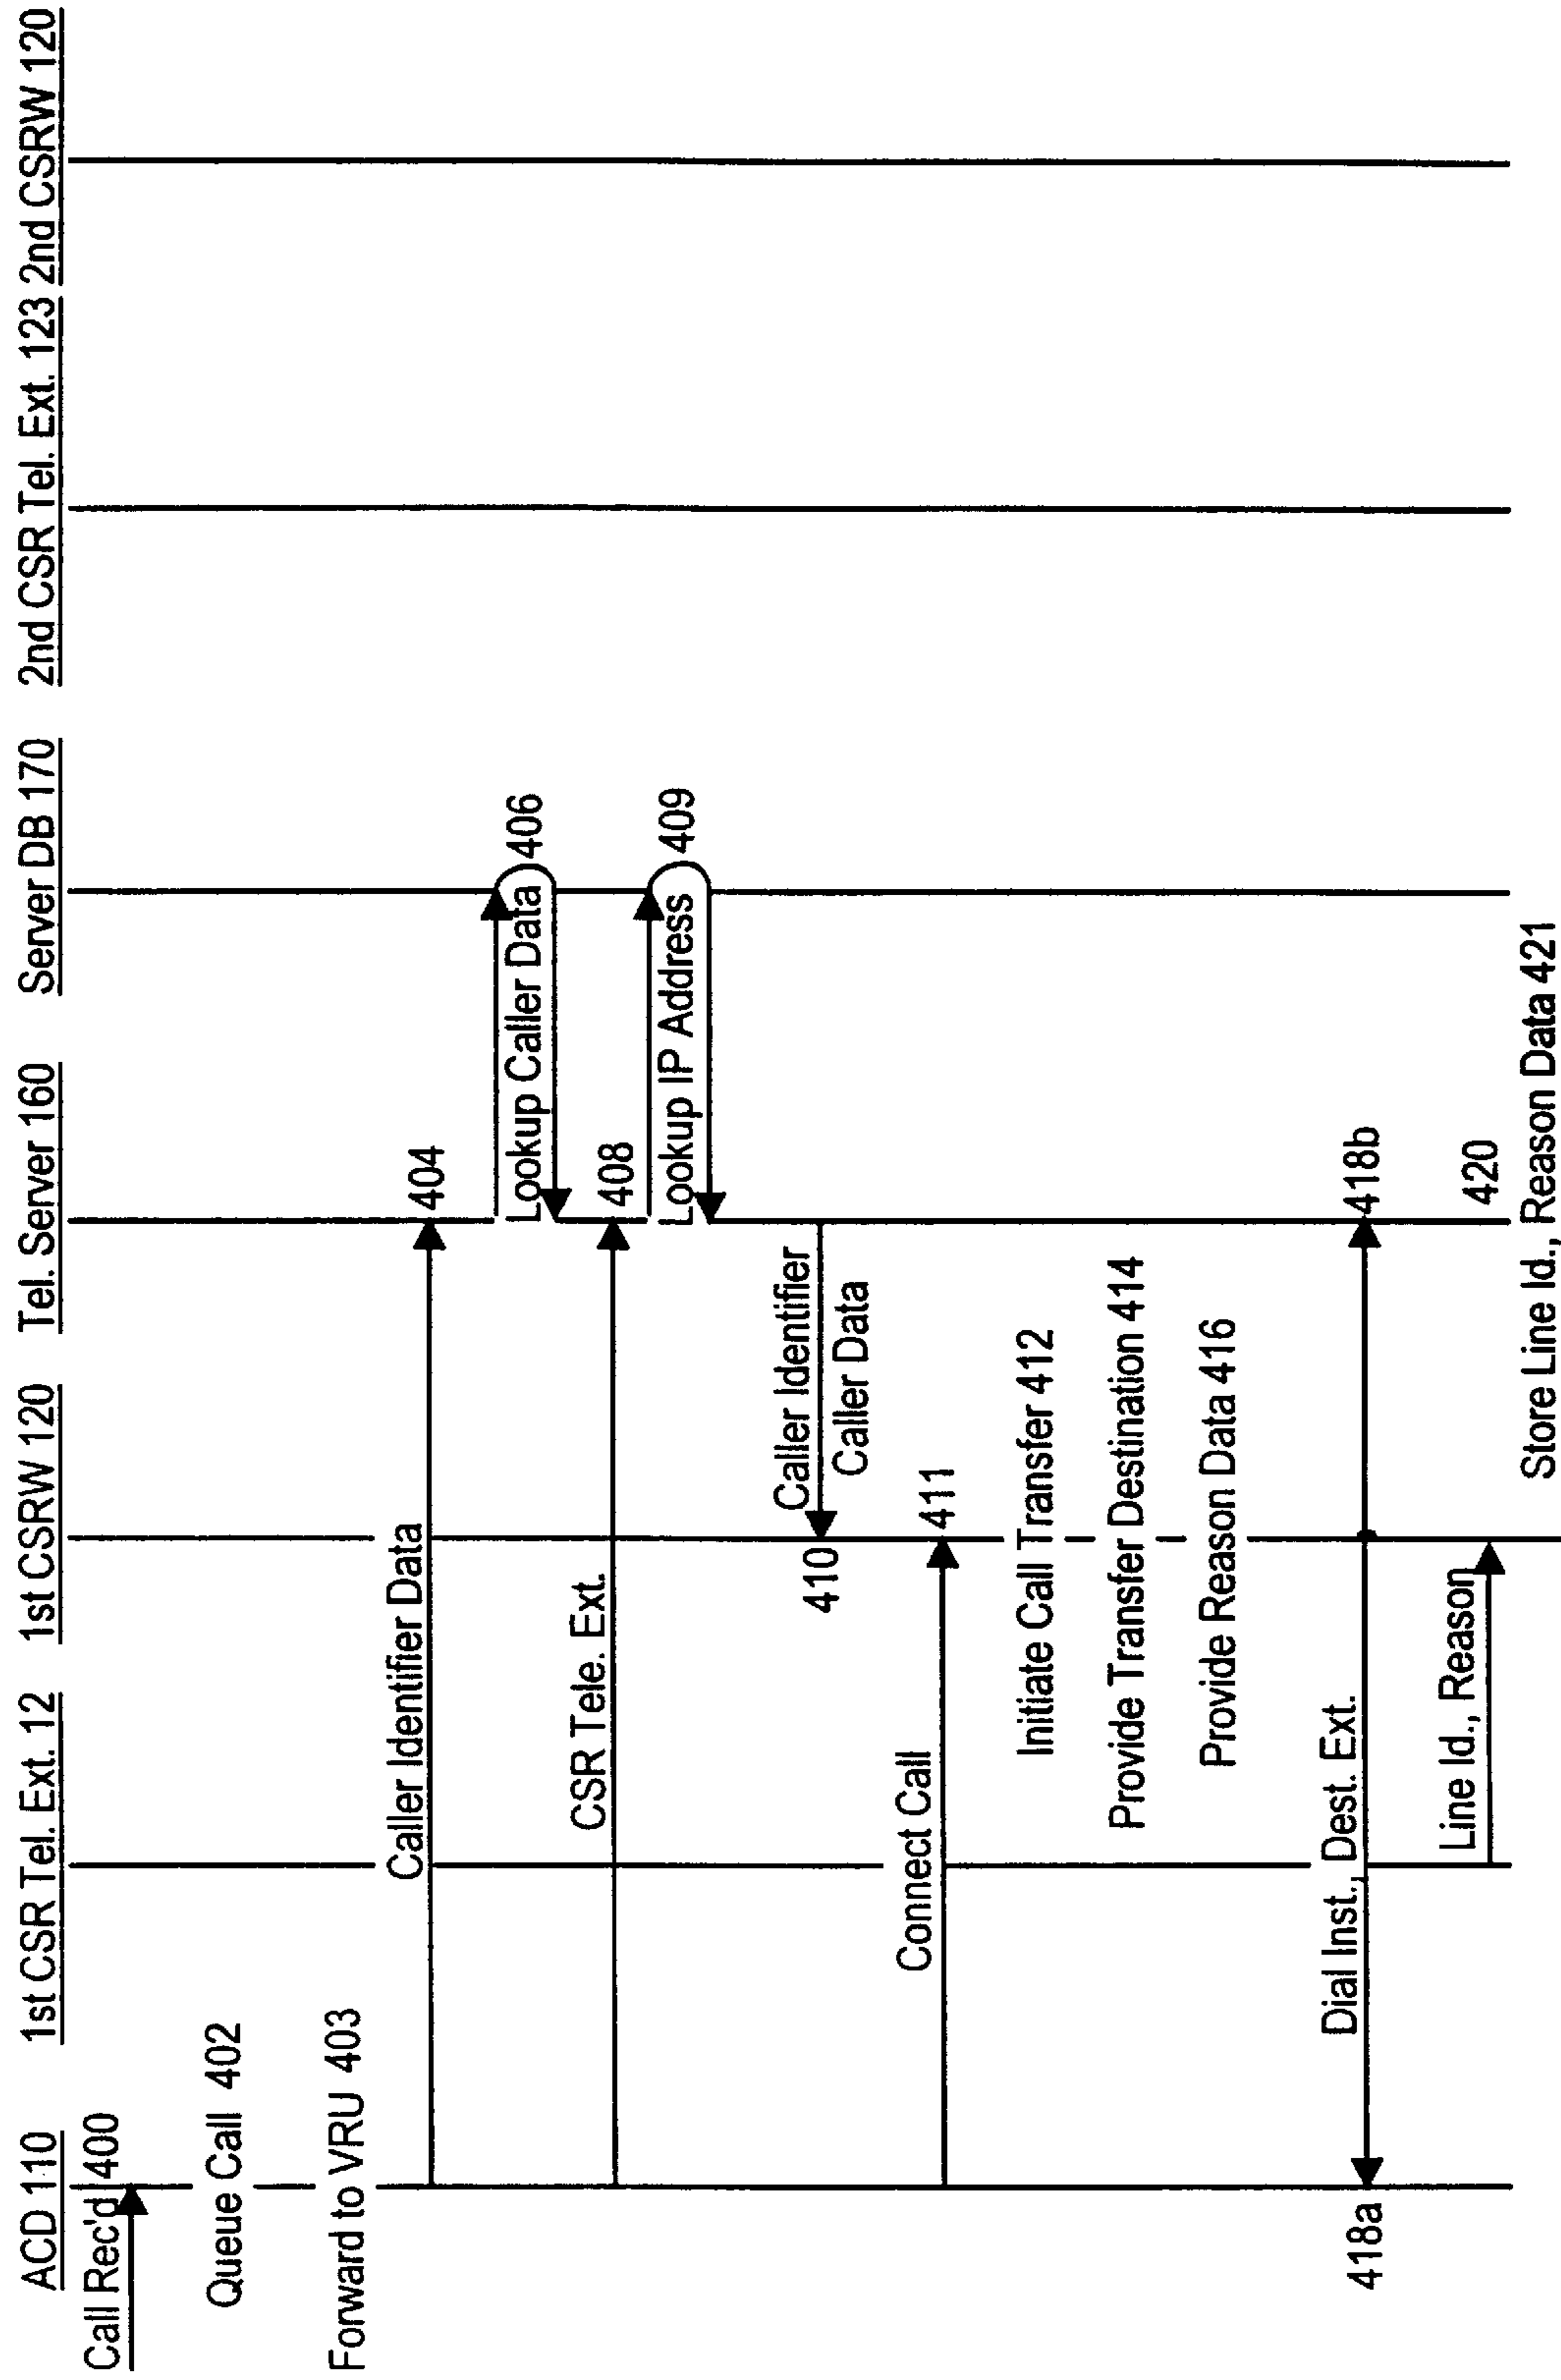 ACD 110
1st CSR Tel. Ext. 12
1st CSRW 120
Tel. Server 160
Server DB 170
2nd CSR Tel. Ext. 123
2nd CSRW 120
Call Rec'd 400
Queue Call 402
Forward to VRU 403
Caller Identifier Data
404
Lookup Caller Data
406
CSR Tele. Ext.
408
Lookup IP Address
409
Caller Identifier
Caller Data
410
Connect Call
411
Initiate Call Transfer 412
Provide Transfer Destination 414
Provide Reason Data 416
418a
Dial Inst., Dest. Ext.
418b
Line Id., Reason
420
Store Line Id., Reason Data 421